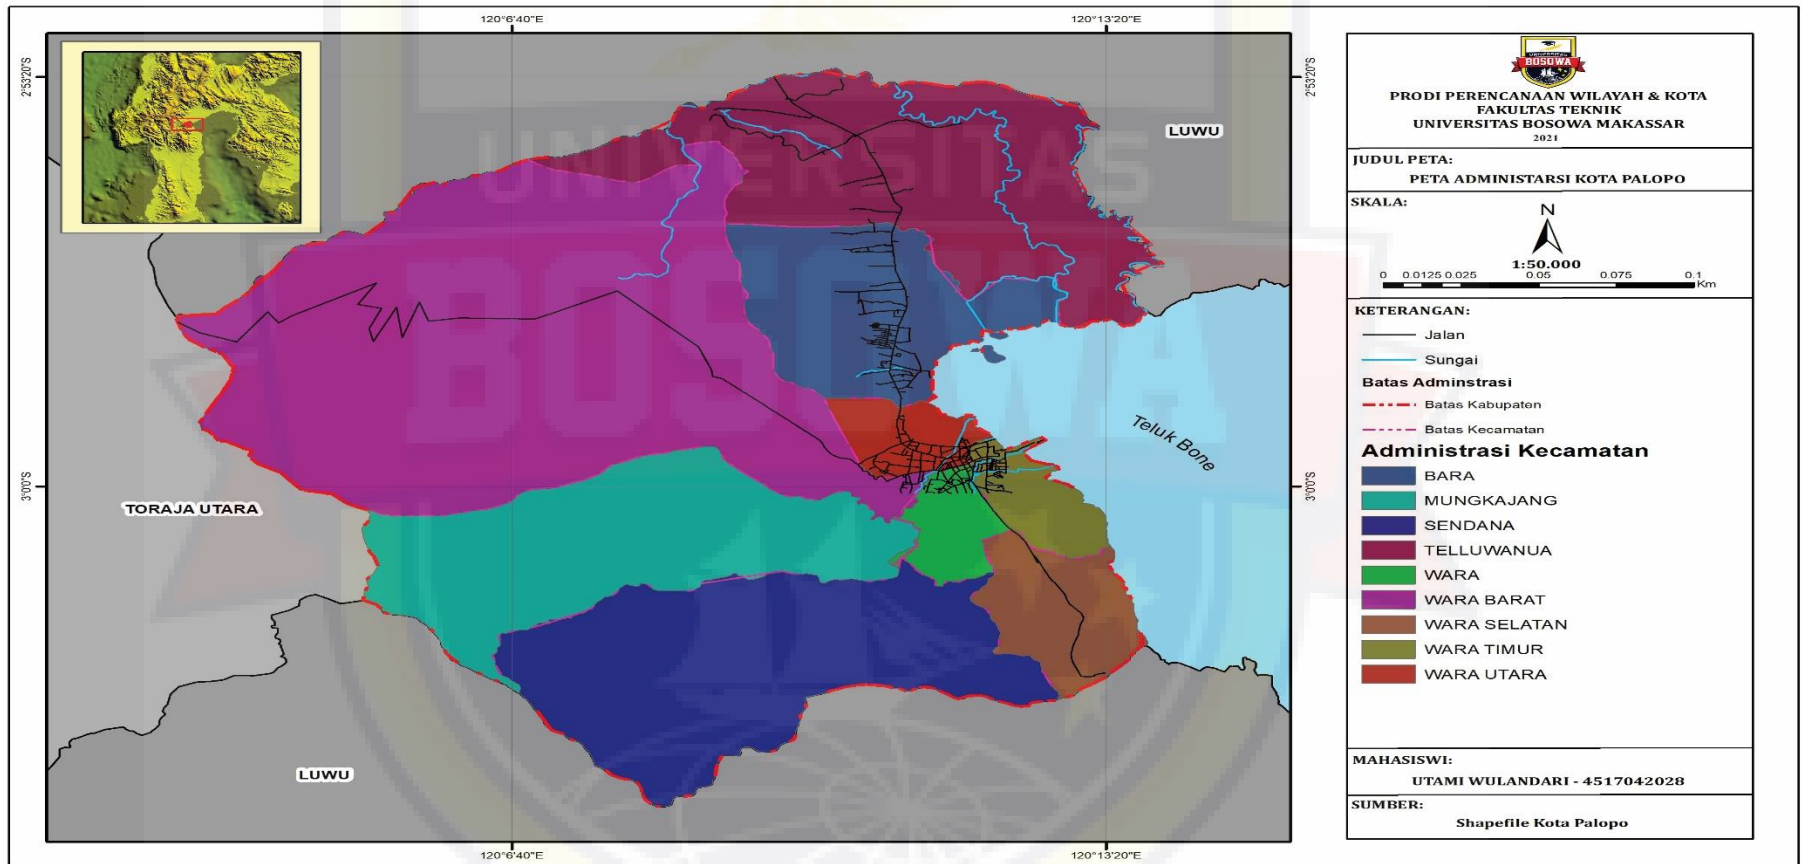 120°6'40"E
120°13'20"E
2°53'20"S
2°53'20"S
LUWU
UNIVERSITAS
BOSOWA
Teluk Bone
3°0'0"S
3°0'0"S
TORAJA UTARA
LUWU
120°6'40"E
120°13'20"E
UNIVERSITAS
BOSOWA
PRODI PERENCANAAN WILAYAH & KOTA
FAKULTAS TEKNIK
UNIVERSITAS BOSOWA MAKASSAR
2021
JUDUL PETA:
PETA ADMINISTARSI KOTA PALOPO
SKALA:
N
1:50.000
0 0.0125 0.025 0.05 0.075 0.1
Km
KETERANGAN:
Jalan
Sungai
Batas Adminstrasi
Batas Kabupaten
Batas Kecamatan
Administrasi Kecamatan
BARA
MUNGKAJANG
SENDANA
TELLUWANUA
WARA
WARA BARAT
WARA SELATAN
WARA TIMUR
WARA UTARA
MAHASISWI:
UTAMI WULANDARI - 4517042028
SUMBER:
Shapefile Kota Palopo